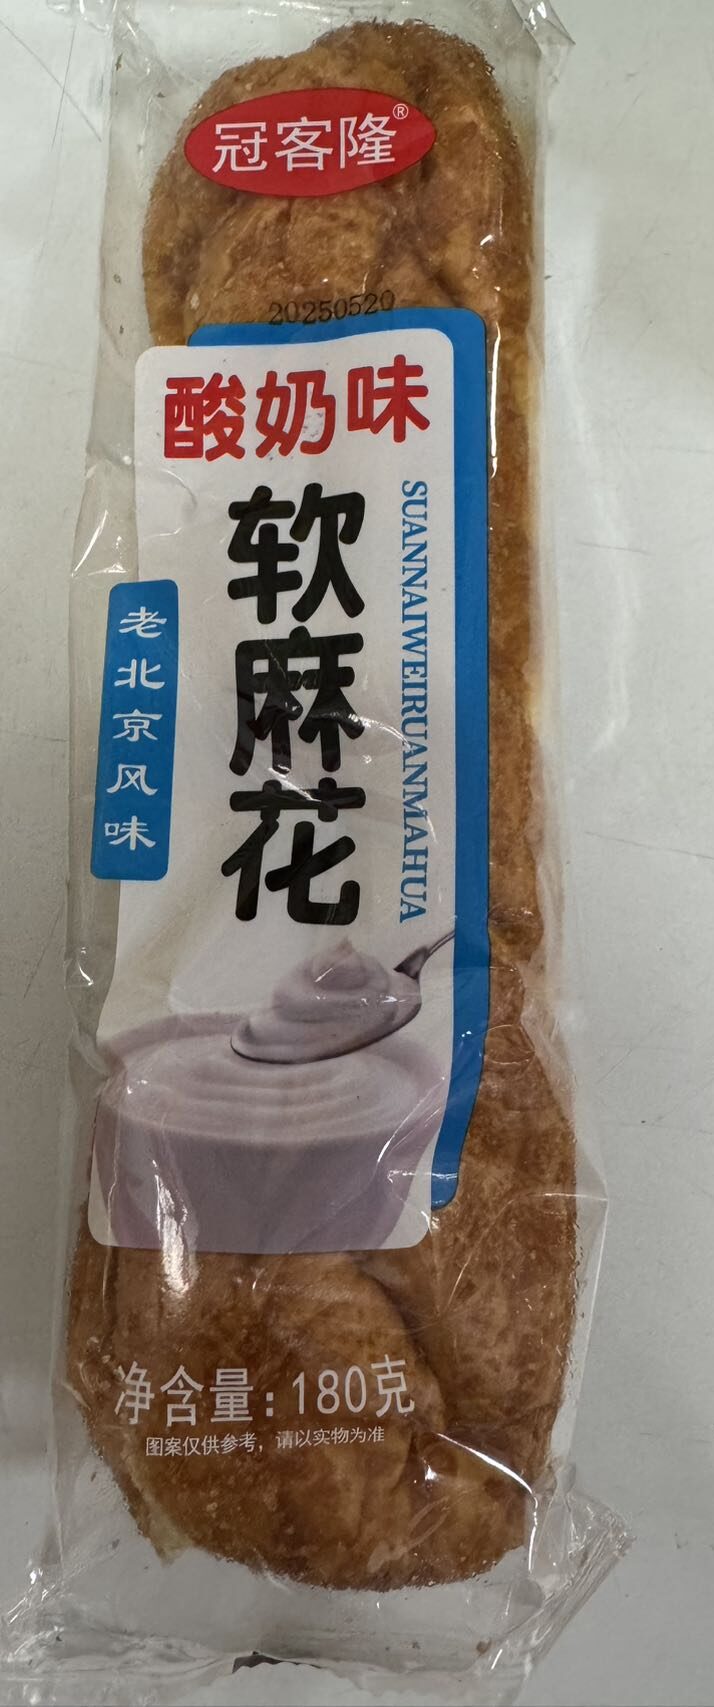 冠客隆®
20250520
酸奶味
软麻花
SUANNAIWEIRUANMAHUA
老北京风味
净含量:180克
图案仅供参考，请以实物为准